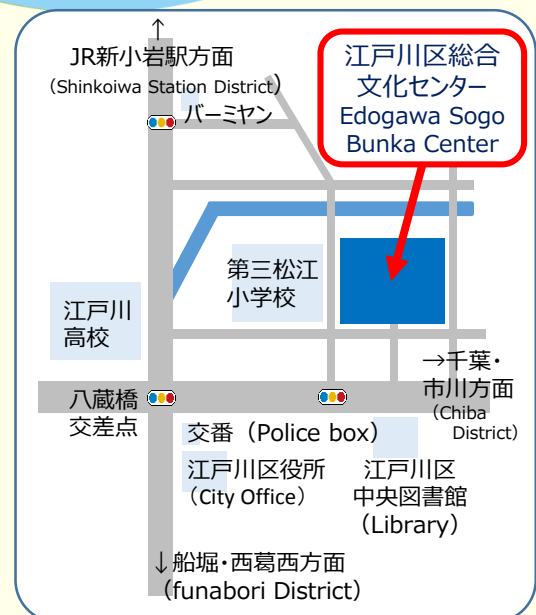 ↑
JR新小岩駅方面
（Shinkoiwa Station District）
バーミヤン
江戸川区総合
文化センター
Edogawa Sogo
Bunka Center
第三松江
小学校
江戸川
高校
→千葉・
市川方面
（Chiba
District）
八蔵橋
交差点
交番（Police box）
江戸川区役所
（City Office）
江戸川区
中央図書館
（Library）
↓船堀・西葛西方面
（funabori District）